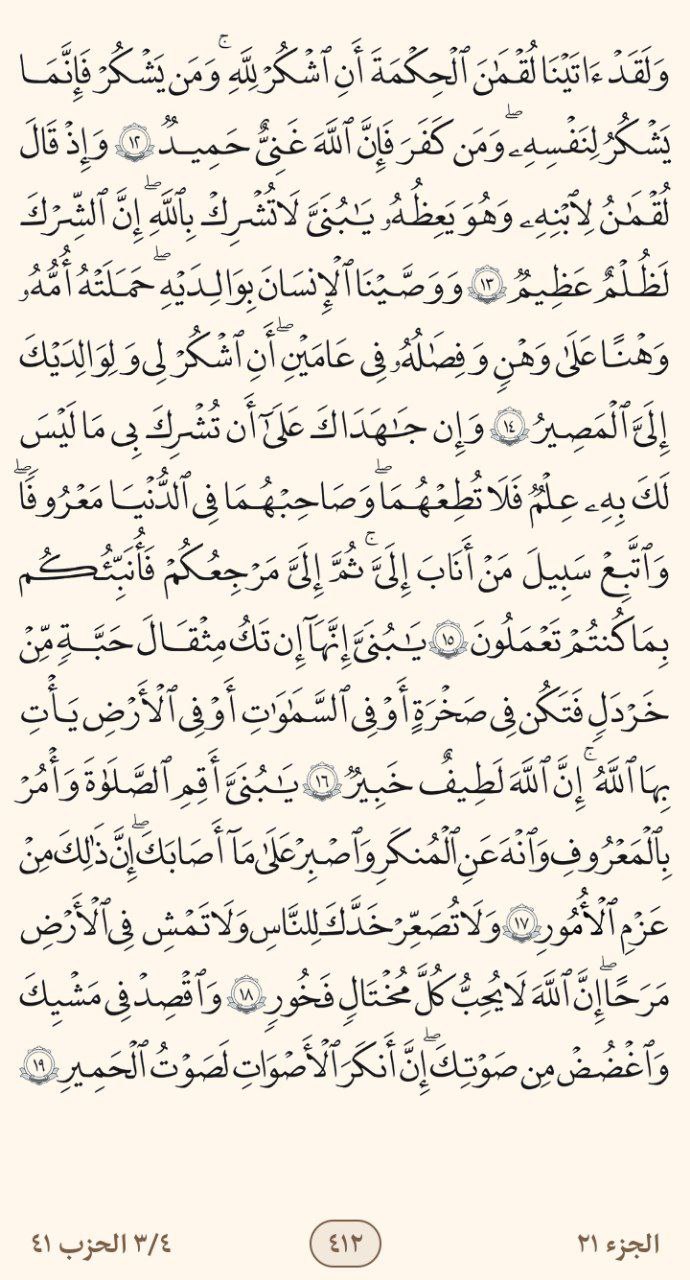 وَلَقَدۡ ءَاتَيۡنَا لُقۡمَٰنَ ٱلۡحِكۡمَةَ أَنِ ٱشۡكُرۡ لِلَّهِۚ وَمَن يَشۡكُرۡ فَإِنَّمَا
يَشۡكُرُ لِنَفۡسِهِۦۖ وَمَن كَفَرَ فَإِنَّ ٱللَّهَ غَنِيٌّ حَمِيدٞ ١٢ وَإِذۡ قَالَ
لُقۡمَٰنُ لِٱبۡنِهِۦ وَهُوَ يَعِظُهُۥ يَٰبُنَيَّ لَا تُشۡرِكۡ بِٱللَّهِۖ إِنَّ ٱلشِّرۡكَ
لَظُلۡمٌ عَظِيمٞ ١٣ وَوَصَّيۡنَا ٱلۡإِنسَٰنَ بِوَٰلِدَيۡهِ حَمَلَتۡهُ أُمُّهُۥ
وَهۡنًا عَلَىٰ وَهۡنٖ وَفِصَٰلُهُۥ فِي عَامَيۡنِ أَنِ ٱشۡكُرۡ لِي وَلِوَٰلِدَيۡكَ
إِلَيَّ ٱلۡمَصِيرُ ١٤ وَإِن جَٰهَدَاكَ عَلَىٰٓ أَن تُشۡرِكَ بِي مَا لَيۡسَ
لَكَ بِهِۦ عِلۡمٞ فَلَا تُطِعۡهُمَاۖ وَصَاحِبۡهُمَا فِي ٱلدُّنۡيَا مَعۡرُوفٗاۖ
وَٱتَّبِعۡ سَبِيلَ مَنۡ أَنَابَ إِلَيَّۚ ثُمَّ إِلَيَّ مَرۡجِعُكُمۡ فَأُنَبِّئُكُم
بِمَا كُنتُمۡ تَعۡمَلُونَ ١٥ يَٰبُنَيَّ إِنَّهَآ إِن تَكُ مِثۡقَالَ حَبَّةٖ مِّنۡ
خَرۡدَلٖ فَتَكُن فِي صَخۡرَةٍ أَوۡ فِي ٱلسَّمَٰوَٰتِ أَوۡ فِي ٱلۡأَرۡضِ يَأۡتِ
بِهَا ٱللَّهُۚ إِنَّ ٱللَّهَ لَطِيفٌ خَبِيرٞ ١٦ يَٰبُنَيَّ أَقِمِ ٱلصَّلَوٰةَ وَأۡمُرۡ
بِٱلۡمَعۡرُوفِ وَٱنۡهَ عَنِ ٱلۡمُنكَرِ وَٱصۡبِرۡ عَلَىٰ مَآ أَصَابَكَۖ إِنَّ ذَٰلِكَ مِنۡ
عَزۡمِ ٱلۡأُمُورِ ١٧ وَلَا تُصَعِّرۡ خَدَّكَ لِلنَّاسِ وَلَا تَمۡشِ فِي ٱلۡأَرۡضِ
مَرَحًاۖ إِنَّ ٱللَّهَ لَا يُحِبُّ كُلَّ مُخۡتَالٖ فَخُورٖ ١٨ وَٱقۡصِدۡ فِي مَشۡيِكَ
وَٱغۡضُضۡ مِن صَوۡتِكَۚ إِنَّ أَنكَرَ ٱلۡأَصۡوَٰتِ لَصَوۡتُ ٱلۡحَمِيرِ ١٩
الجزء ٢١ ٤١٢ ٣/٤ الحزب ٤١